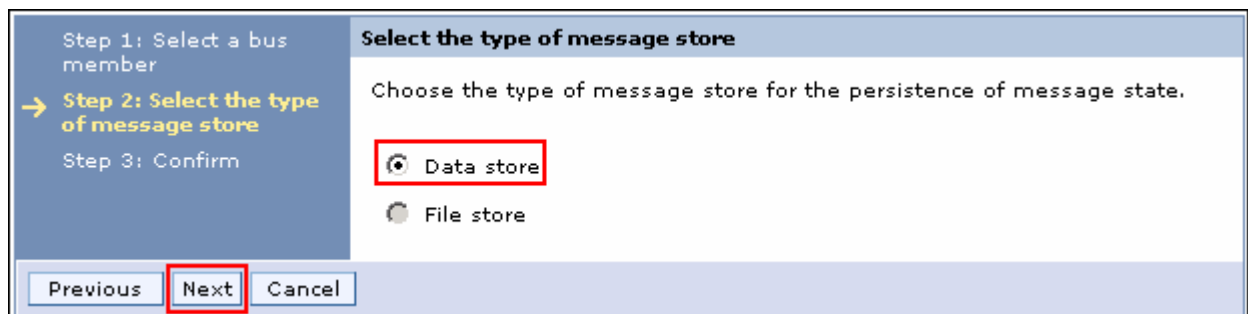 Step 1: Select a bus
member
Step 2: Select the type
of message store
Step 3: Confirm
Select the type of message store
Choose the type of message store for the persistence of message state.
Data store
File store
Previous Next Cancel